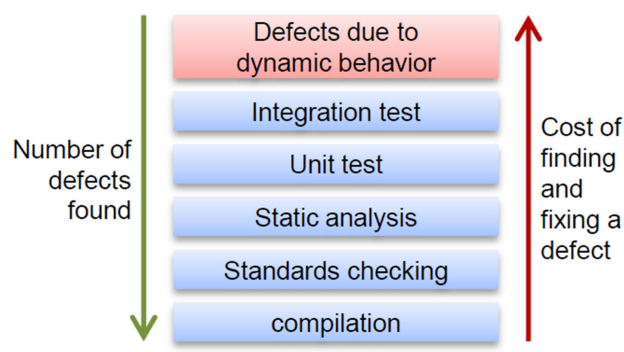 Defects due to
dynamic behavior
Integration test
Unit test
Static analysis
Standards checking
compilation
Number of
defects
found
Cost of
finding
and
fixing a
defect